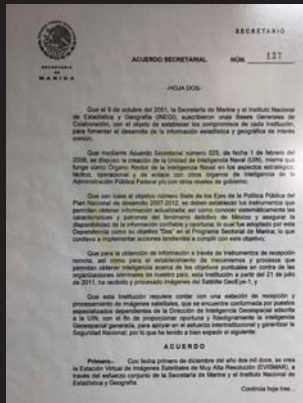 SECRETARIO
SECRETARÍA
DE
MARINA
ACUERDO SECRETARIAL NÚM. 127
-HOJA DOS-
Que el 9 de octubre del 2001, la Secretaría de Marina y el Instituto Nacional
de Estadística y Geografía (INEGI), suscribieron unas Bases Generales de
Colaboración, con el objeto de establecer los compromisos de cada Institución,
para fomentar el desarrollo de la información estadística y geográfica de interés
común;
Que mediante Acuerdo Secretarial número 025, de fecha 1 de febrero del
2008, se dispuso la creación de la Unidad de Inteligencia Naval (UIN), misma que
funge como Órgano Rector de la Inteligencia Naval en los aspectos estratégico,
táctico, operacional y de enlace con otros órganos de Inteligencia de la
Administración Pública Federal y/o con otros niveles de gobierno;
Que con base al objetivo número Siete de los Ejes de la Política Pública del
Plan Nacional de Desarrollo 2007-2012, se deben establecer los instrumentos que
permitan obtener información actualizada; así como conocer sistemáticamente las
características y patrones del fenómeno delictivo de México y asegurar la
disponibilidad de la información confiable y oportuna; lo cual fue adoptado por esta
Dependencia como su objetivo "Dos" en el Programa Sectorial de Marina, lo que
conlleva a implementar acciones tendientes a cumplir con este objetivo;
Que para la obtención de información a través de instrumentos de recepción
remota, así como para el establecimiento de mecanismos y procesos que
permitan obtener inteligencia acerca de los objetivos puntuales en contra de las
organizaciones criminales de nuestro país, esta Institución a partir del 21 de julio
de 2011, ha recibido y procesado imágenes del Satélite GeoEye-1, y
Que esta Institución requiere contar con una estación de recepción y
procesamiento de imágenes satelitales, que se encuentre conformada por puestos
especializados dependientes de la Dirección de Inteligencia Geoespacial adscrita
a la UIN, con el fin de proporcionar oportuna y fidedignamente la inteligencia
Geoespacial generada, para apoyar en el esfuerzo interinstitucional y garantizar la
Seguridad Nacional; por lo que he tenido a bien expedir el siguiente:
ACUERDO
Primero.- Con fecha primero de diciembre del año dos mil doce, se crea
la Estación Virtual de Imágenes Satelitales de Muy Alta Resolución (EVISMAR), a
través del esfuerzo conjunto de la Secretaría de Marina y el Instituto Nacional de
Estadística y Geografía.
Continúa hoja tres...